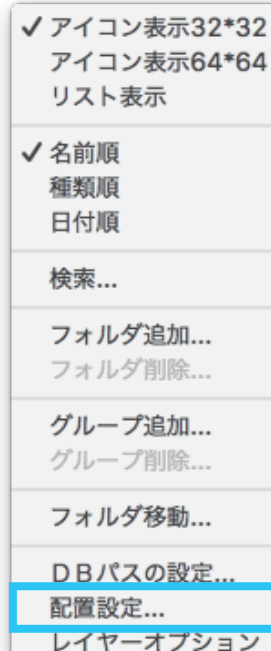 ✓ アイコン表示32*32
アイコン表示64*64
リスト表示
✓ 名前順
種類順
日付順
検索...
フォルダ追加...
フォルダ削除...
グループ追加...
グループ削除...
フォルダ移動...
ＤＢパスの設定...
配置設定...
レイヤーオプション